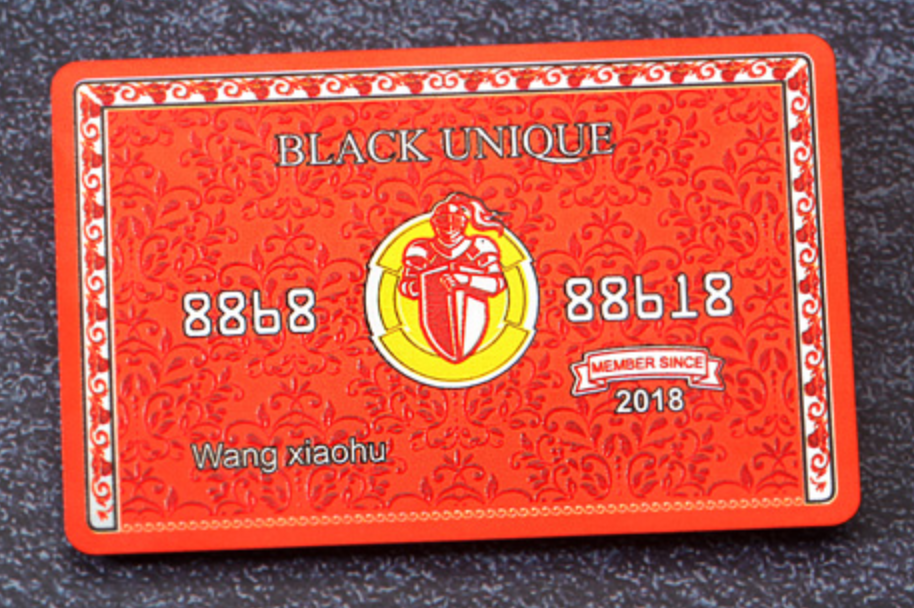 BLACK UNIQUE
8868 88618
MEMBER SINCE
2018
Wang xiaohu